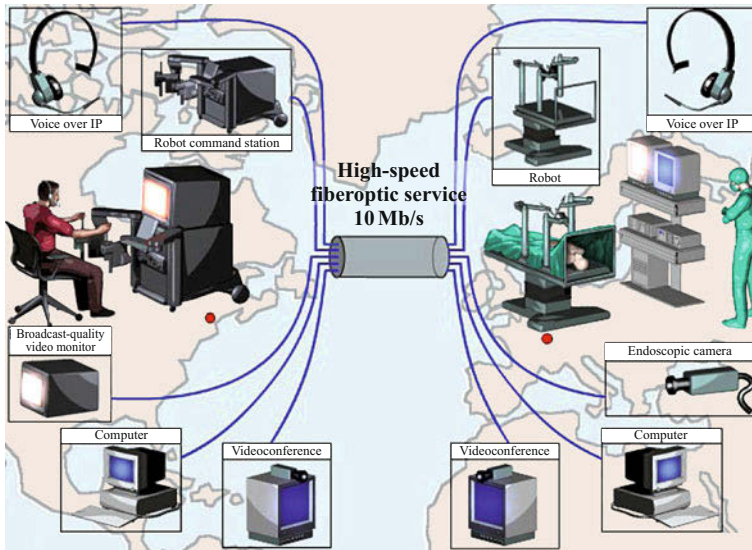 Voice over IP
Robot command station
High-speed
fiberoptic service
10 Mb/s
Robot
Voice over IP
Broadcast-quality
video monitor
Endoscopic camera
Computer
Videoconference
Videoconference
Computer